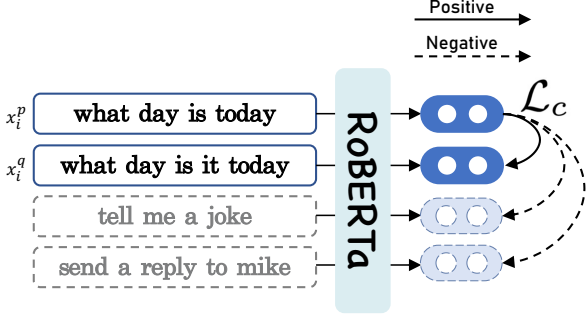 Positive
Negative
x_i^p what day is today
x_i^q what day is it today
tell me a joke
send a reply to mike
RoBERTa
ℒ_c